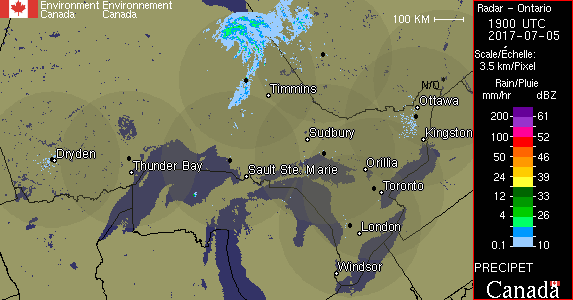 Environment Environnement
Canada Canada
100 KM
N/O
Timmins
Ottawa
Sudbury
Kingston
Dryden
Thunder Bay
Sault Ste. Marie
Orillia
Toronto
London
Windsor
Radar - Ontario
1900 UTC
2017-07-05
Scale/Échelle:
3.5 km/Pixel
Rain/Pluie
mm/hr dBZ
200 61
100 52
50 46
24 39
12 33
4 26
0.1 10
PRECIPET
Canada